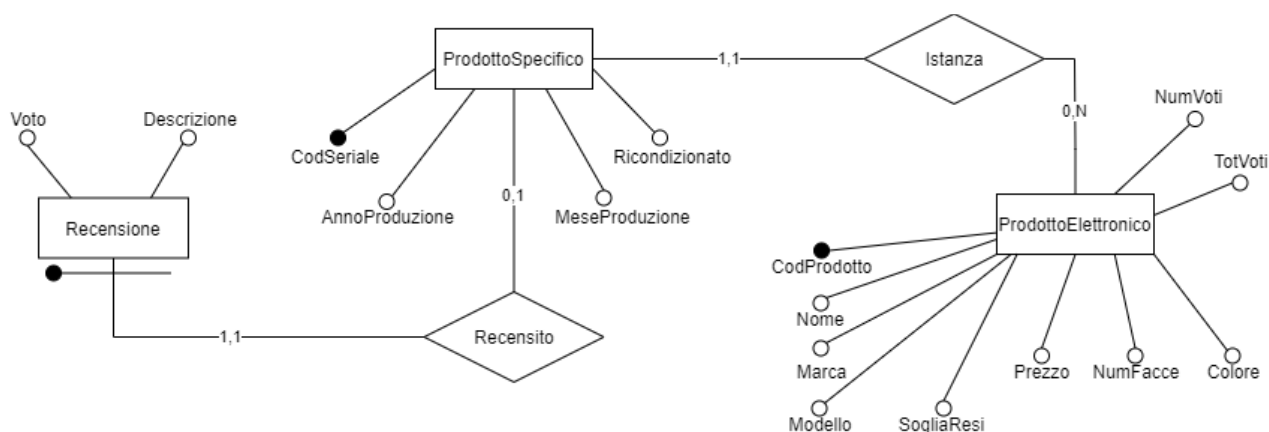 ProdottoSpecifico
1,1
Istanza
0,N
NumVoti
TotVoti
Voto
Descrizione
CodSeriale
Ricondizionato
AnnoProduzione
0,1
MeseProduzione
Recensione
ProdottoElettronico
CodProdotto
Nome
Marca
Modello
SogliaResi
Prezzo
NumFacce
Colore
1,1
Recensito